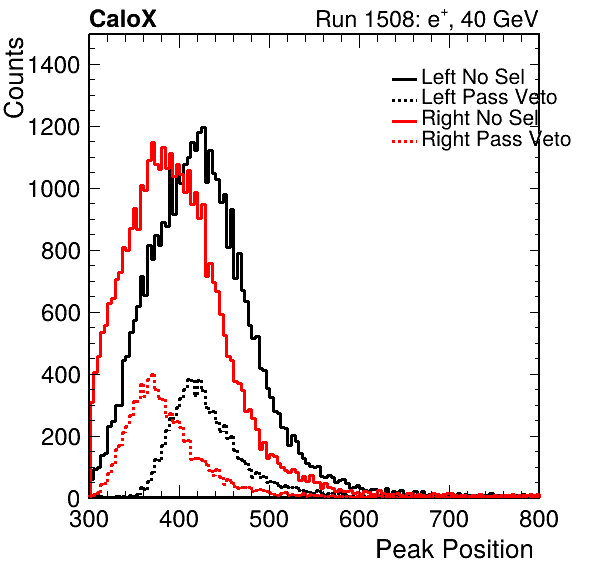 CaloX Run 1508: e+, 40 GeV
Counts
1400
1200
1000
800
600
400
200
0
Left No Sel
Left Pass Veto
Right No Sel
Right Pass Veto
300 400 500 600 700 800
Peak Position